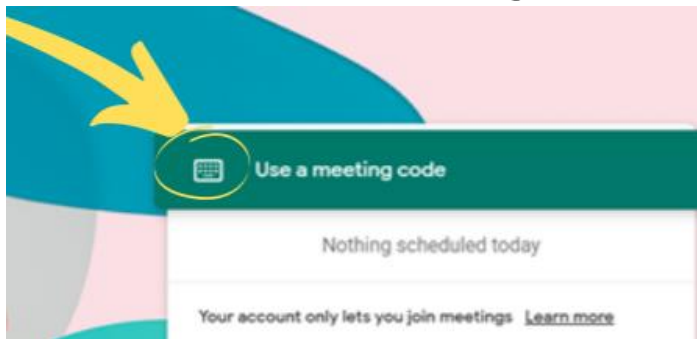 Use a meeting code
Nothing scheduled today
Your account only lets you join meetings Learn more